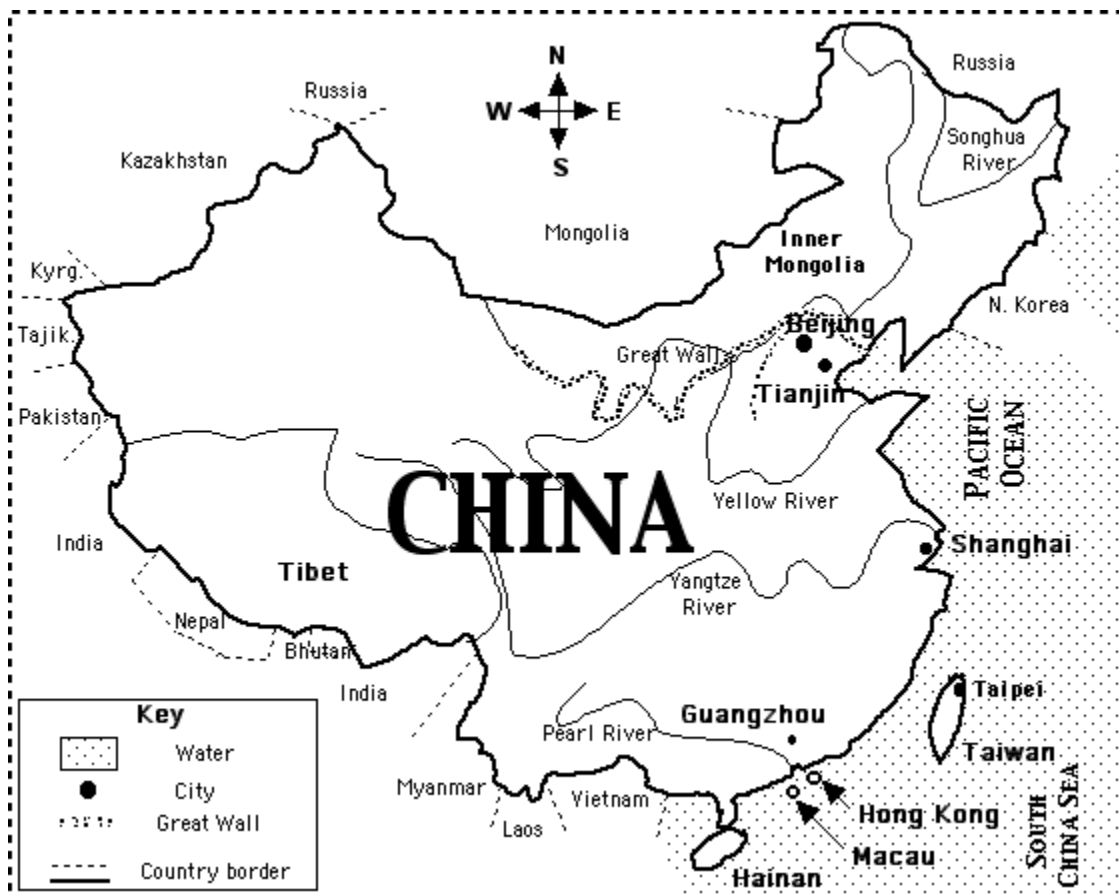 N
Russia
Russia
W
E
Songhua
River
Kazakhstan
S
Mongolia
Inner
Mongolia
Kyrg.
N. Korea
Tajik.
Beijing
Great Wall
Tianjin
Pakistan
PACIFIC
OCEAN
CHINA
Yellow River
India
Shanghai
Tibet
Yangtze
River
Nepal
Bhutan
India
Taipei
Key
Guangzhou
Pearl River
Water
Taiwan
Myanmar
City
Vietnam
Hong Kong
Great Wall
Laos
SOUTH
CHINA SEA
Macau
Country border
Hainan